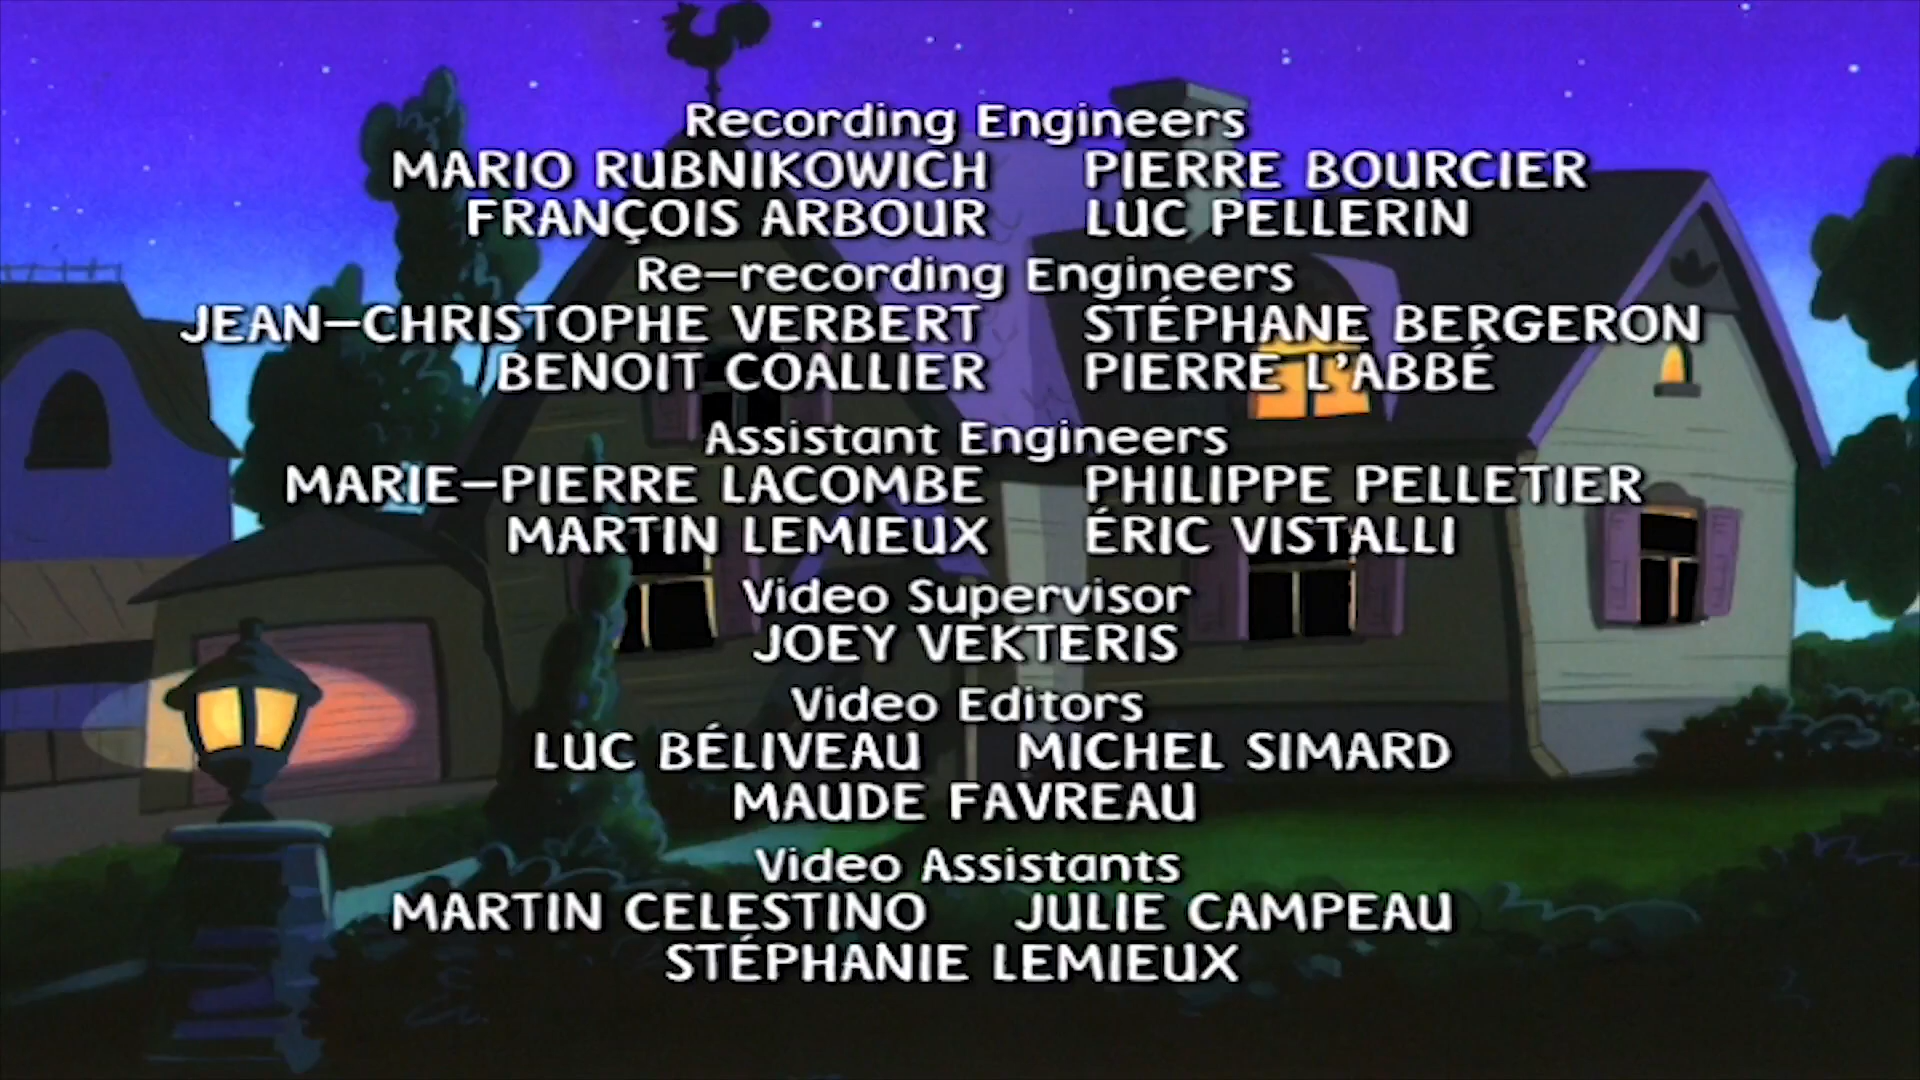 Recording Engineers
MARIO RUBNIKOWICH PIERRE BOURCIER
FRANÇOIS ARBOUR LUC PELLERIN
Re-recording Engineers
JEAN-CHRISTOPHE VERBERT STÉPHANE BERGERON
BENOIT COALLIER PIERRE L'ABBÉ
Assistant Engineers
MARIE-PIERRE LACOMBE PHILIPPE PELLETIER
MARTIN LEMIEUX ÉRIC VISTALLI
Video Supervisor
JOEY VEKTERIS
Video Editors
LUC BÉLIVEAU MICHEL SIMARD
MAUDE FAVREAU
Video Assistants
MARTIN CELESTINO JULIE CAMPEAU
STÉPHANIE LEMIEUX